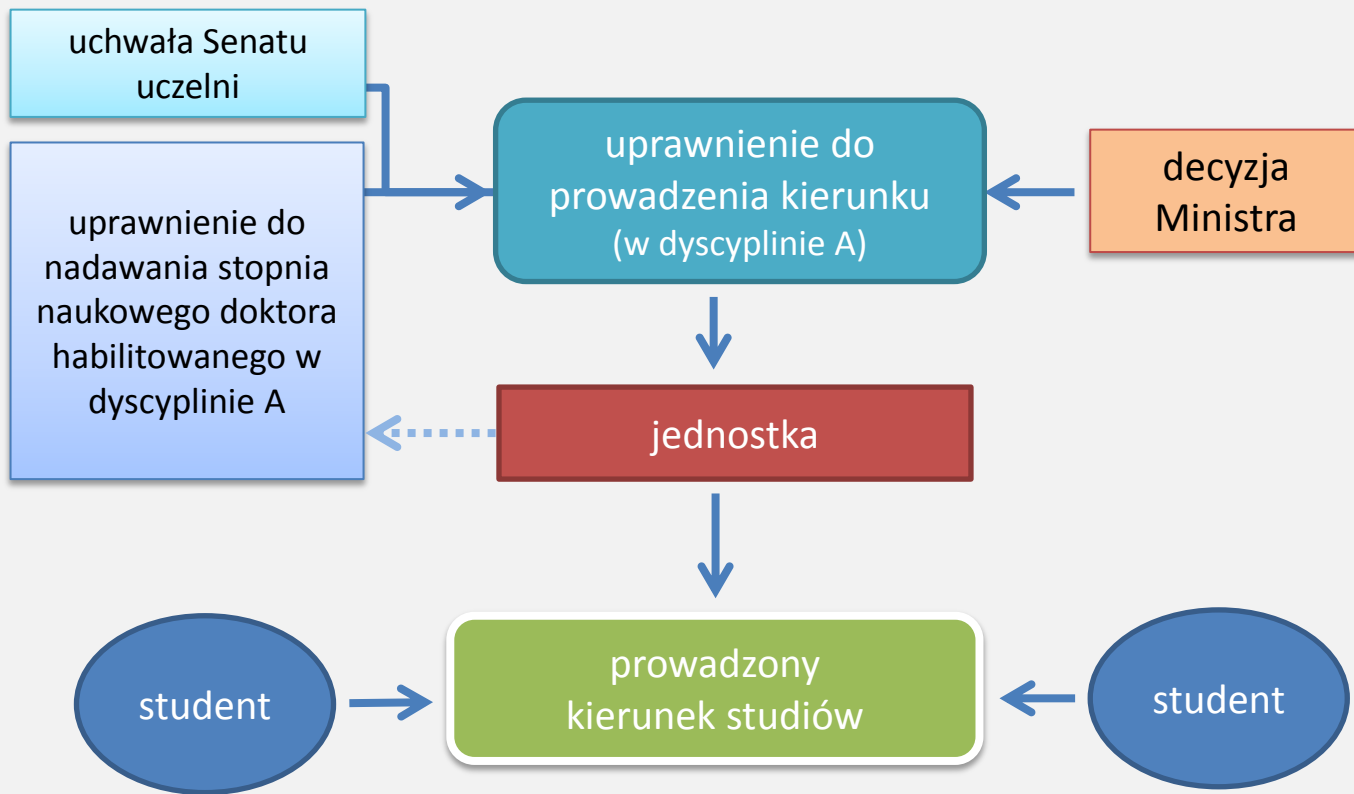 uchwała Senatu
uczelni
uprawnienie do
nadawania stopnia
naukowego doktora
habilitowanego w
dyscyplinie A
uprawnienie do
prowadzenia kierunku
(w dyscyplinie A)
decyzja
Ministra
jednostka
prowadzony
kierunek studiów
student
student